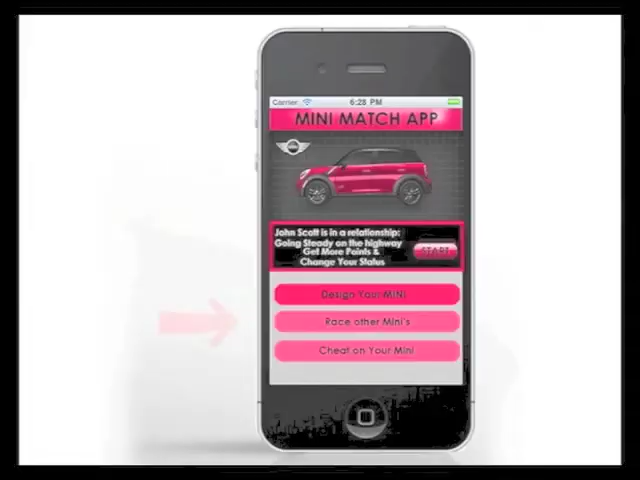 Carrier 6:28 PM
MINI MATCH APP
John Scott is in a relationship:
Going Steady on the highway
Get More Points &
Change Your Status
START
Design Your MINI
Race other Mini's
Cheat on Your Mini